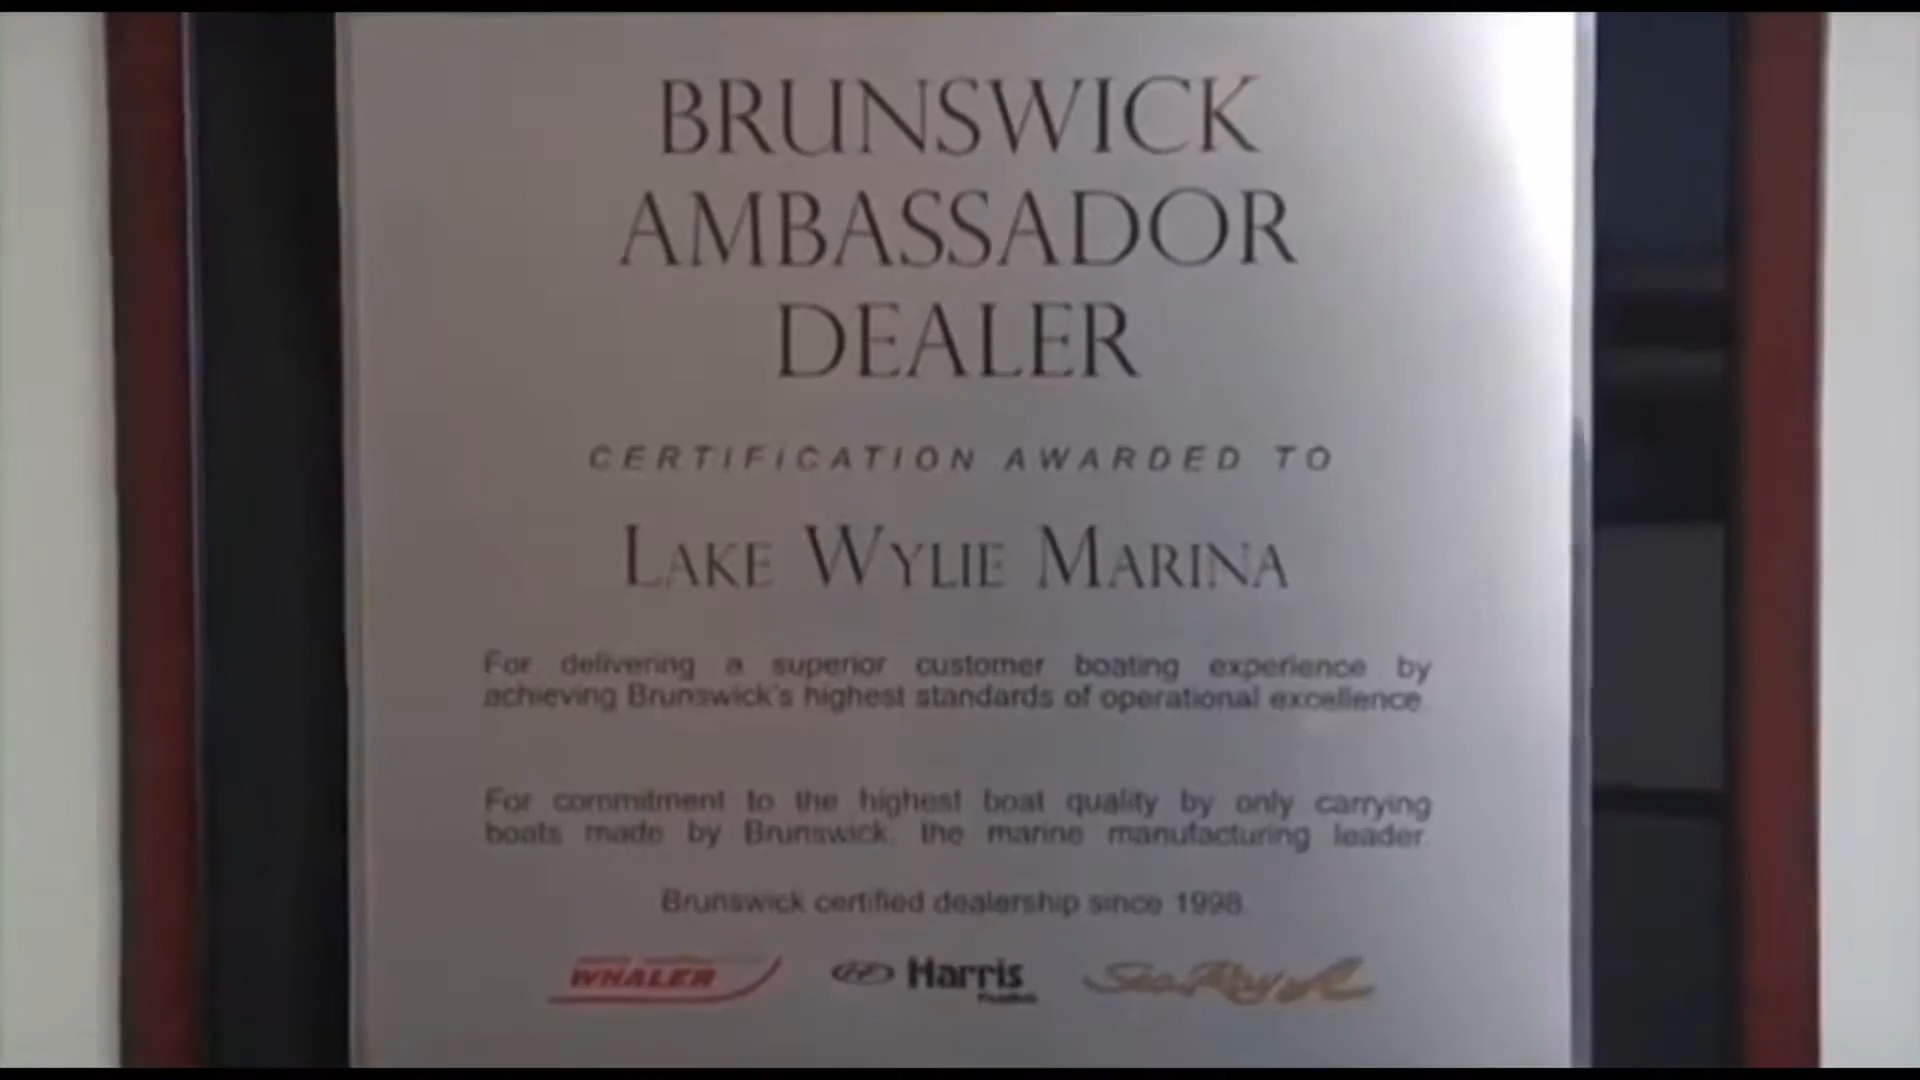 BRUNSWICK
AMBASSADOR
DEALER
CERTIFICATION AWARDED TO
LAKE WYLIE MARINA
For delivering a superior customer boating experience by
achieving Brunswick's highest standards of operational excellence.
For commitment to the highest boat quality by only carrying
boats made by Brunswick, the marine manufacturing leader.
Brunswick certified dealership since 1998.
WHALER Harris Sea Ray